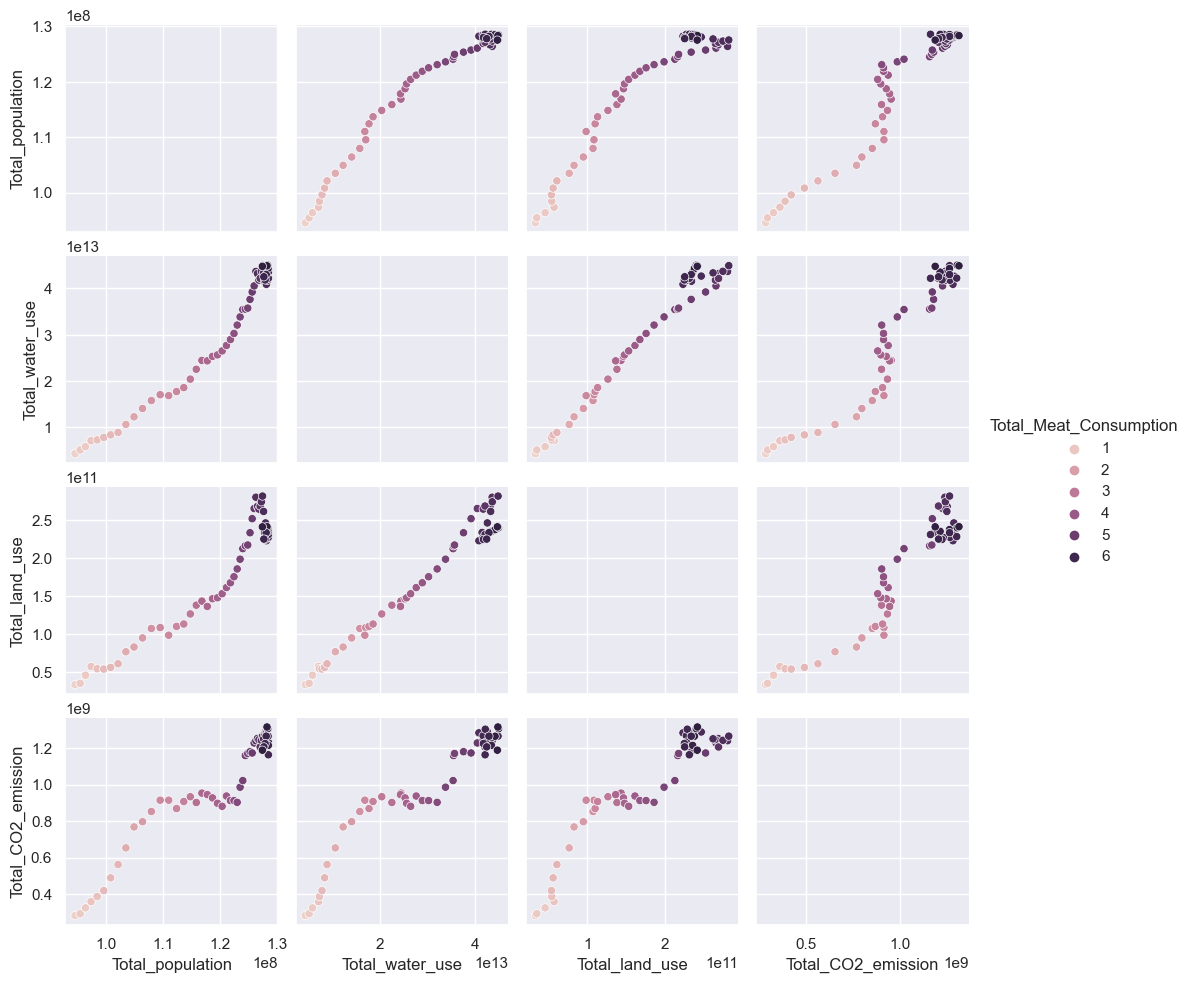 1e8
1.3
1.2
1.1
1.0
Total_population
1e13
4
3
2
1
Total_water_use
1e11
2.5
2.0
1.5
1.0
0.5
Total_land_use
1e9
1.2
1.0
0.8
0.6
0.4
Total_CO2_emission
1.0 1.1 1.2 1.3
Total_population 1e8
2 4
Total_water_use 1e13
1 2
Total_land_use 1e11
0.5 1.0
Total_CO2_emission 1e9
Total_Meat_Consumption
1
2
3
4
5
6